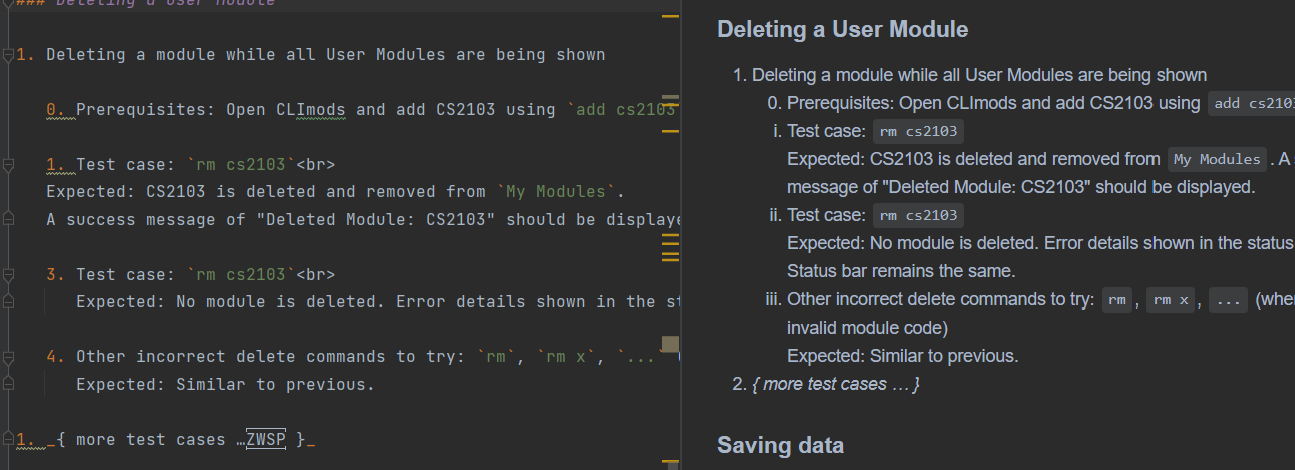 ### Deleting a User Module
1. Deleting a module while all User Modules are being shown
0. Prerequisites: Open CLImods and add CS2103 using `add cs2103
1. Test case: `rm cs2103`<br>
Expected: CS2103 is deleted and removed from `My Modules`.
A success message of "Deleted Module: CS2103" should be displaye
3. Test case: `rm cs2103`<br>
Expected: No module is deleted. Error details shown in the st
4. Other incorrect delete commands to try: `rm`, `rm x`, `...`
Expected: Similar to previous.
1. _{ more test cases …ZWSP }_
Deleting a User Module
1. Deleting a module while all User Modules are being shown
0. Prerequisites: Open CLImods and add CS2103 using add cs2103
i. Test case: rm cs2103
Expected: CS2103 is deleted and removed from My Modules . A
message of "Deleted Module: CS2103" should be displayed.
ii. Test case: rm cs2103
Expected: No module is deleted. Error details shown in the status
Status bar remains the same.
iii. Other incorrect delete commands to try: rm , rm x , ... (whe
invalid module code)
Expected: Similar to previous.
2. { more test cases … }
Saving data